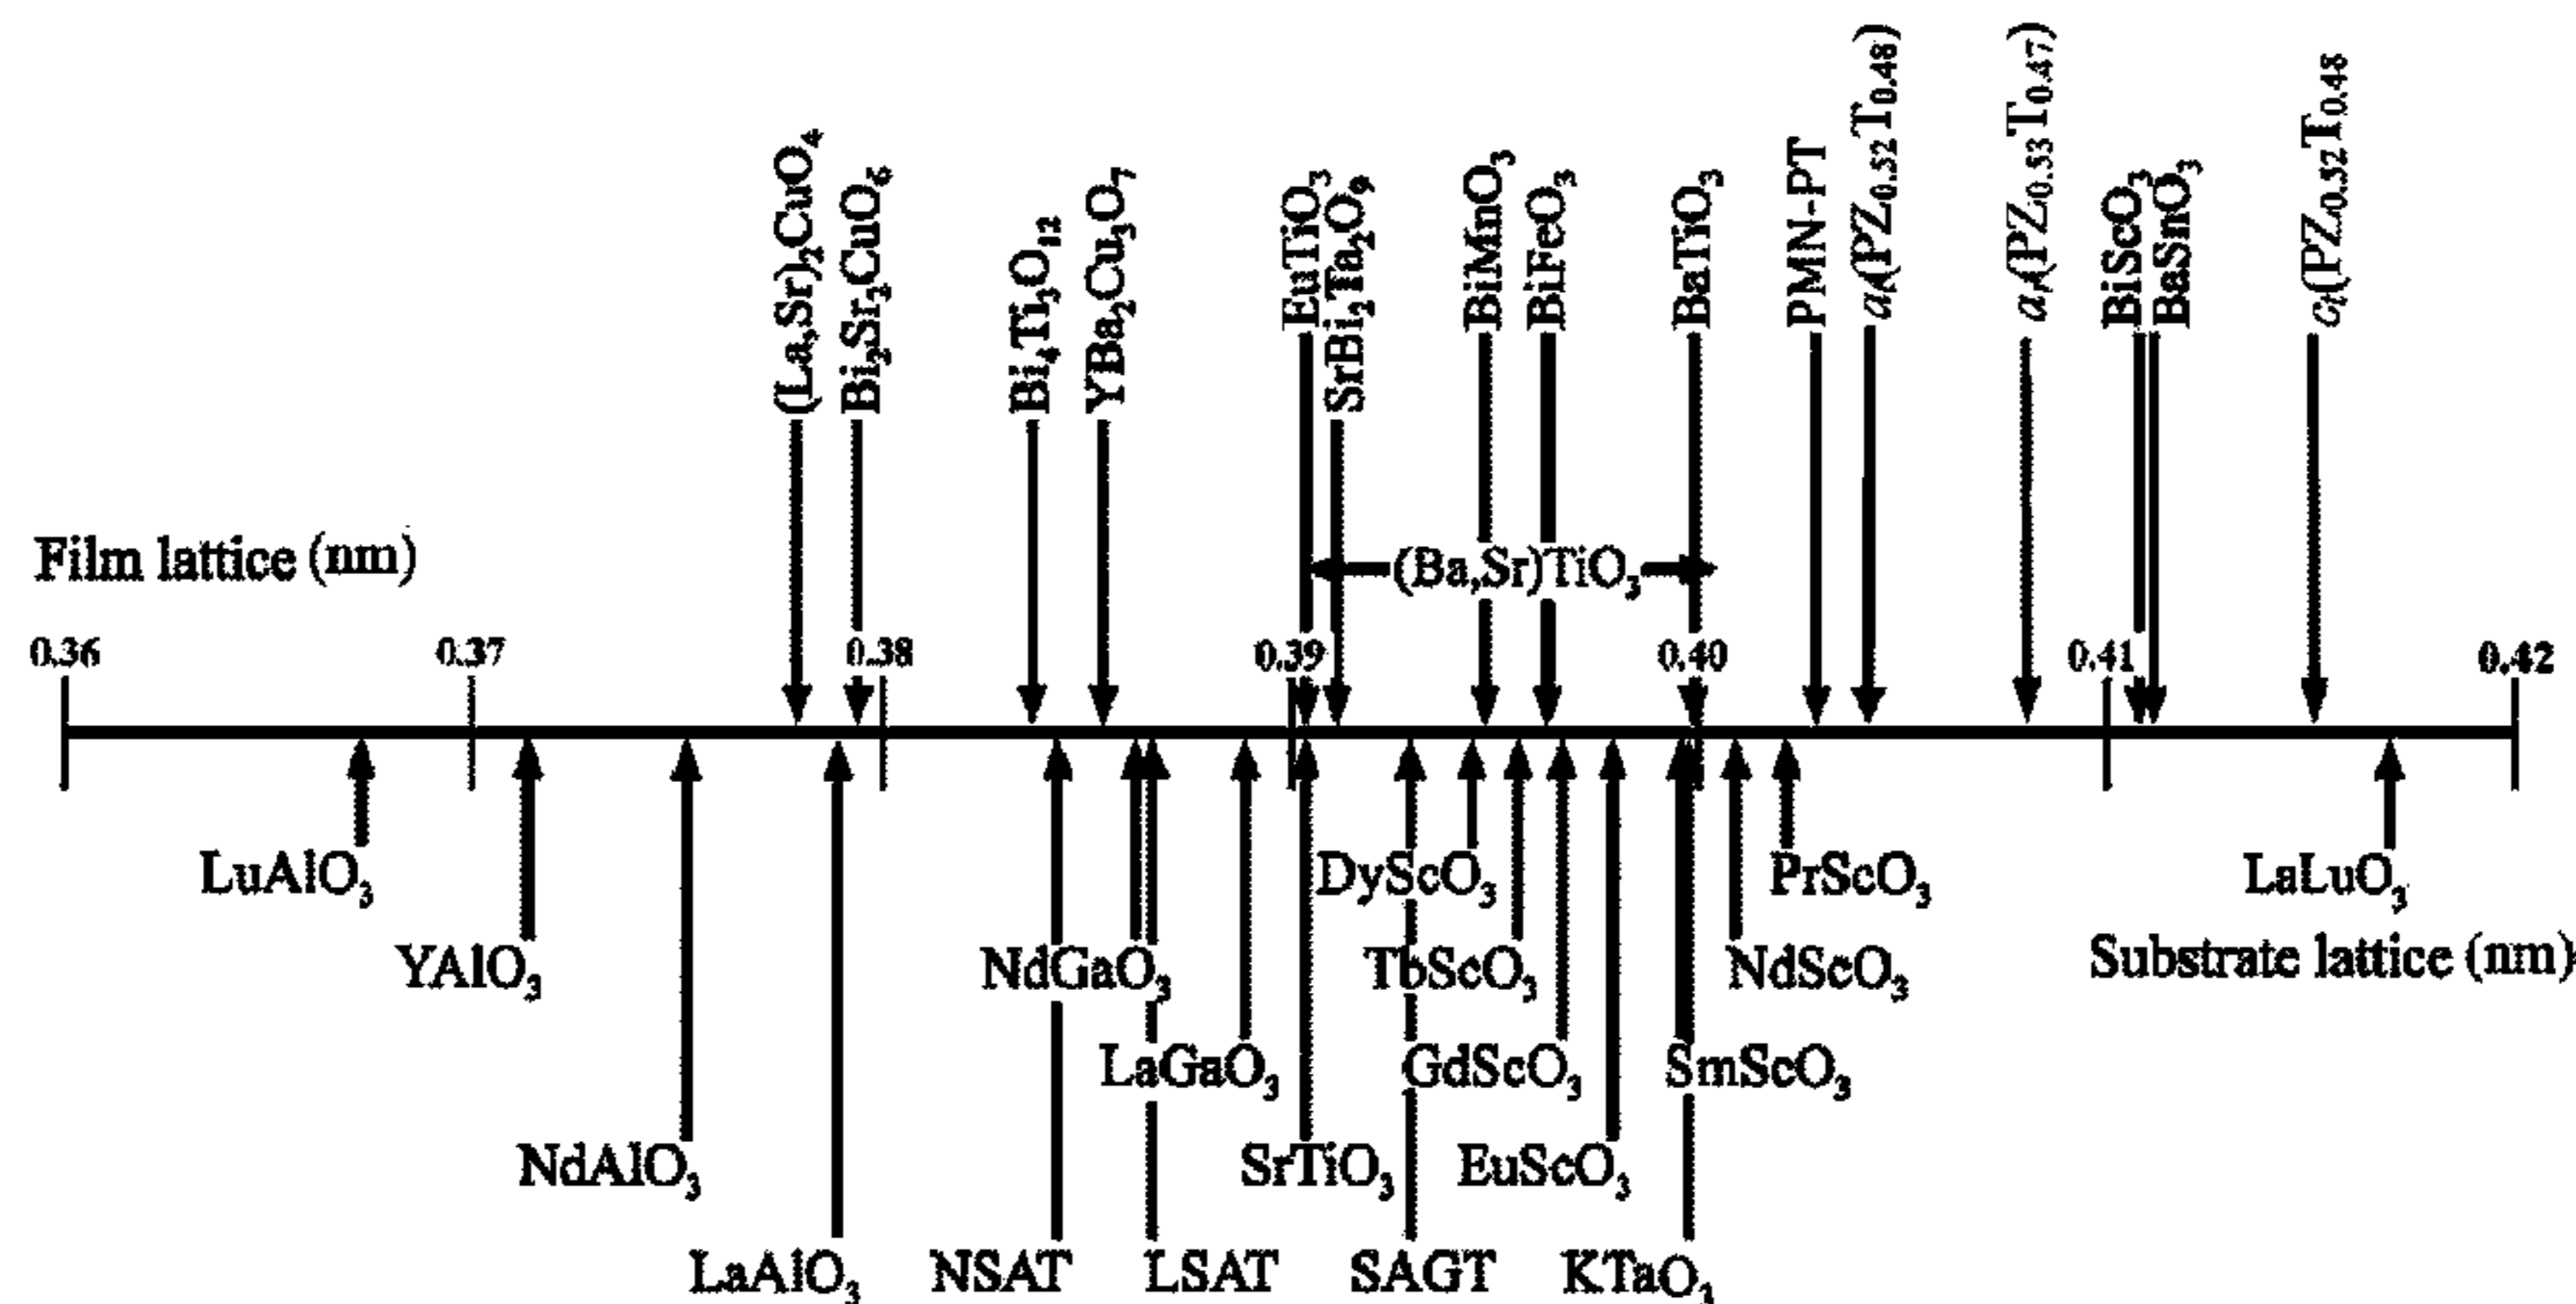 (La,Sr)₂CuO₄
Bi₂Sr₂CuO₆
Bi₄Ti₃O₁₂
YBa₂Cu₃O₇
EuTiO₃
SrBi₂Ta₂O₉
BiMnO₃
BiFeO₃
BaTiO₃
PMN-PT
(PZ₀.₅₂T₀.₄₈)
(PZ₀.₅₃T₀.₄₇)
BiScO₃
BaSnO₃
(PZ₀.₅₂T₀.₄₈
Film lattice (nm)
(Ba,Sr)TiO₃
0.36 0.37 0.38 0.39 0.40 0.41 0.42
LuAlO₃ DyScO₃ PrScO₃ LaLuO₃
YAlO₃ NdGaO₃ TbScO₃ NdScO₃ Substrate lattice (nm)
LaGaO₃ GdScO₃ SmScO₃
NdAlO₃ SrTiO₃ EuScO₃
LaAlO₃ NSAT LSAT SAGT KTaO₃